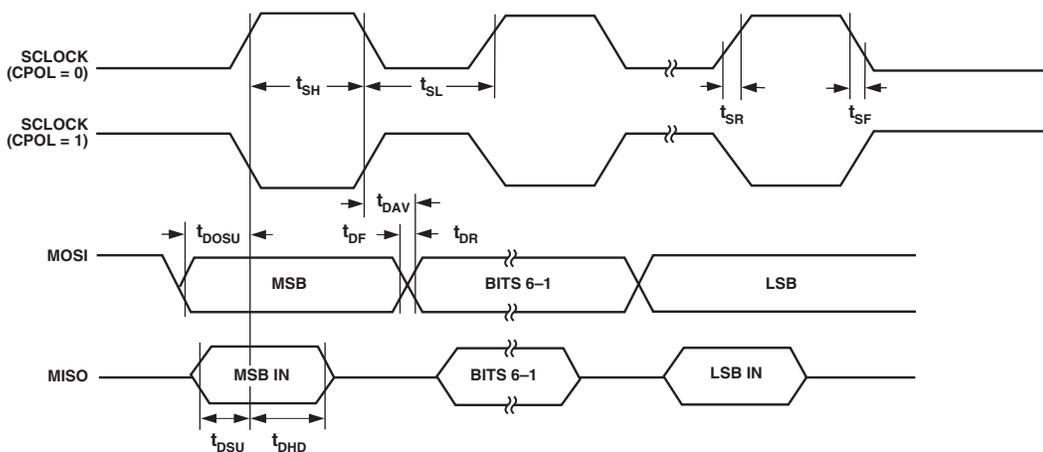 SCLOCK
(CPOL = 0)
tSH
tSL
tSR
tSF
SCLOCK
(CPOL = 1)
tDAV
tDOSU
tDF
tDR
MOSI
MSB
BITS 6–1
LSB
MISO
MSB IN
BITS 6–1
LSB IN
tDSU
tDHD